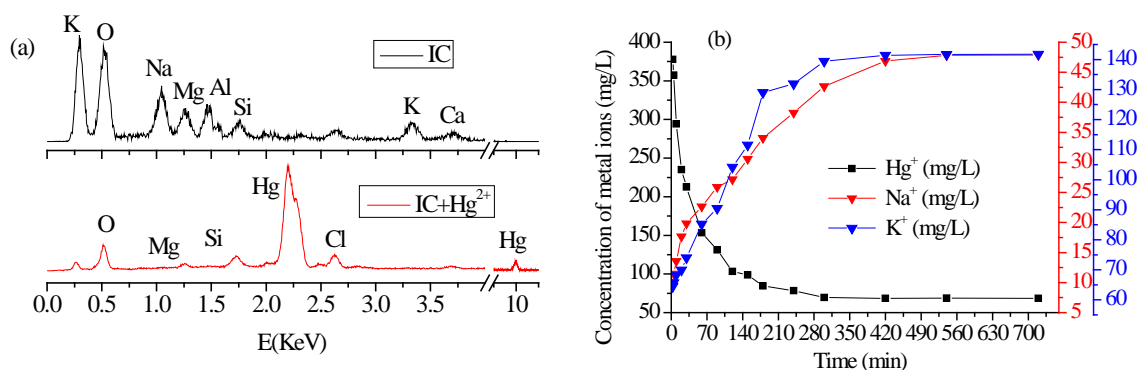 (a)
K
O
Na
Mg
Al
Si
K
Ca
IC
O
Mg
Si
Hg
Cl
Hg
IC+Hg²⁺
0.0 0.5 1.0 1.5 2.0 2.5 3.0 3.5 10
E(KeV)
(b)
Concentration of metal ions (mg/L)
400
350
300
250
200
150
100
50
Hg⁺ (mg/L)
Na⁺ (mg/L)
K⁺ (mg/L)
0 70 140 210 280 350 420 490 560 630 700
Time (min)
50
45
40
35
30
25
20
15
10
5
140
130
120
110
100
90
80
70
60